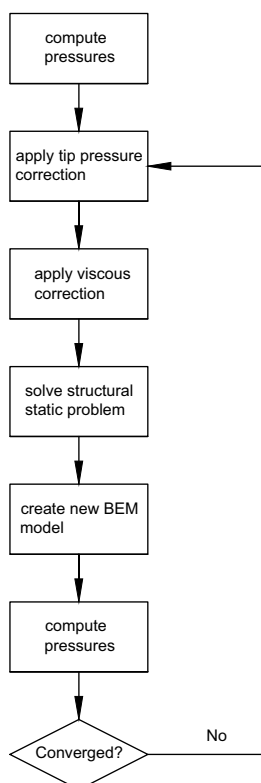 compute
pressures
apply tip pressure
correction
apply viscous
correction
solve structural
static problem
create new BEM
model
compute
pressures
Converged?
No